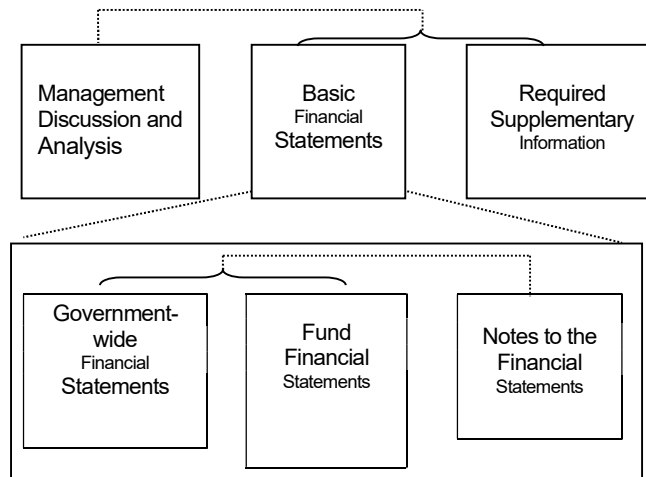 Management
Discussion and
Analysis
Basic
Financial
Statements
Required
Supplementary
Information
Government-
wide
Financial
Statements
Fund
Financial
Statements
Notes to the
Financial
Statements